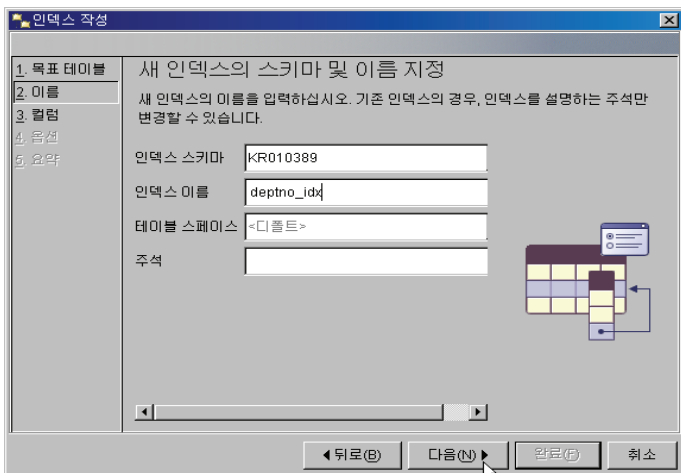 인덱스 작성
1. 목표 테이블
2. 이름
3. 컬럼
4. 옵션
5. 요약
새 인덱스의 스키마 및 이름 지정
새 인덱스의 이름을 입력하십시오. 기존 인덱스의 경우, 인덱스를 설명하는 주석만
변경할 수 있습니다.
인덱스 스키마 KR010389
인덱스 이름 deptno_idx
테이블 스페이스 <디폴트>
주석
뒤로(B) 다음(N) 완료(F) 취소